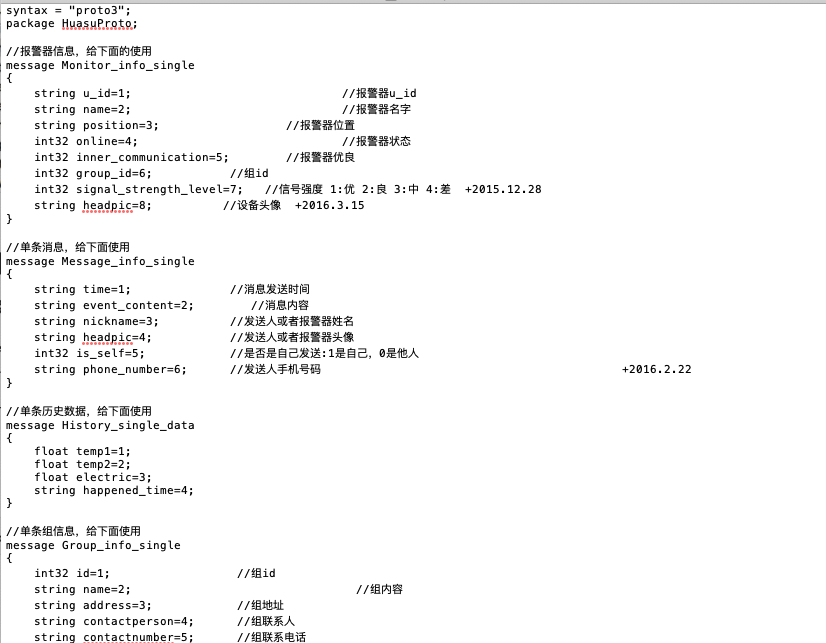 syntax = "proto3";
package HuasuProto;
//报警器信息, 给下面的使用
message Monitor_info_single
{
string u_id=1; //报警器u_id
string name=2; //报警器名字
string position=3; //报警器位置
int32 online=4; //报警器状态
int32 inner_communication=5; //报警器优良
int32 group_id=6; //组id
int32 signal_strength_level=7; //信号强度 1:优 2:良 3:中 4:差 +2015.12.28
string headpic=8; //设备头像 +2016.3.15
}
//单条消息, 给下面使用
message Message_info_single
{
string time=1; //消息发送时间
string event_content=2; //消息内容
string nickname=3; //发送人或者报警器姓名
string headpic=4; //发送人或者报警器头像
int32 is_self=5; //是否是自己发送:1是自己, 0是他人
string phone_number=6; //发送人手机号码 +2016.2.22
}
//单条历史数据, 给下面使用
message History_single_data
{
float temp1=1;
float temp2=2;
float electric=3;
string happened_time=4;
}
//单条组信息, 给下面使用
message Group_info_single
{
int32 id=1; //组id
string name=2; //组内容
string address=3; //组地址
string contactperson=4; //组联系人
string contactnumber=5; //组联系电话